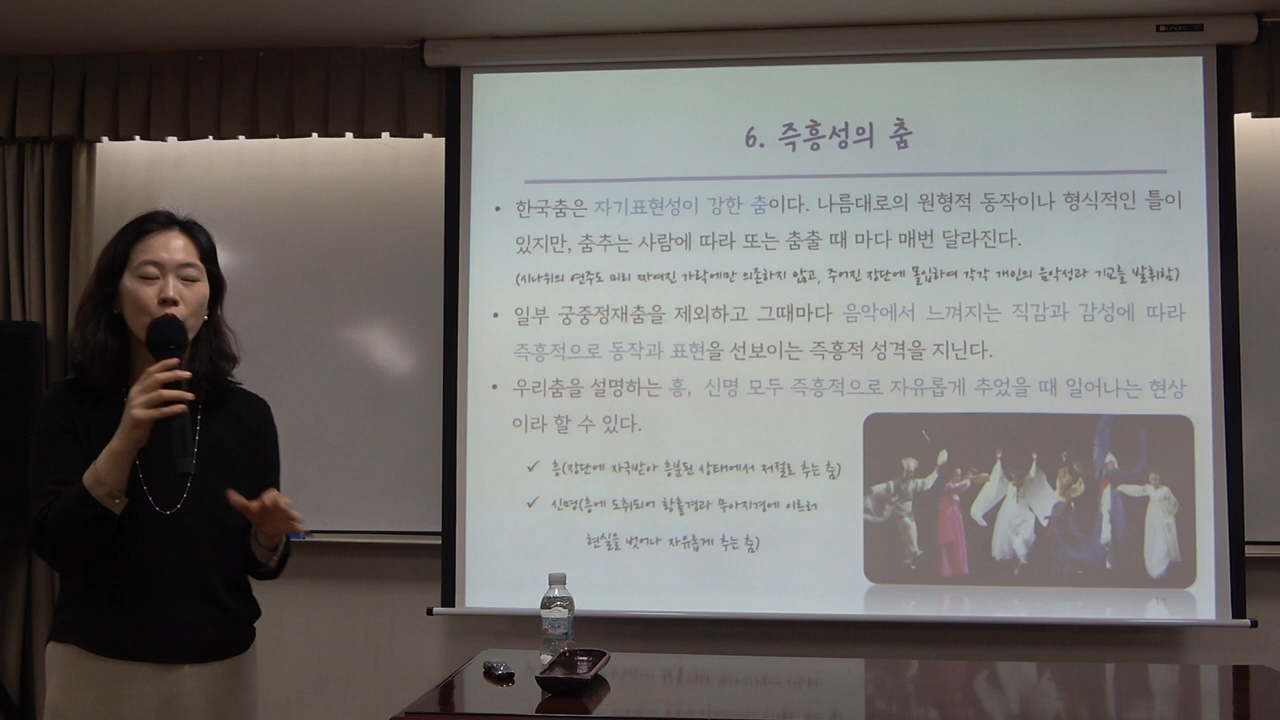 6. 즉흥성의 춤
• 한국춤은 자기표현성이 강한 춤이다. 나름대로의 원형적 동작이나 형식적인 틀이
있지만, 춤추는 사람에 따라 또는 춤출 때 마다 매번 달라진다.
(시나위의 연주도 미리 짜여진 가락에만 의존하지 않고, 주어진 장단에 몰입하여 각각 개인의 음악성과 기교를 발휘함)
• 일부 궁중정재춤을 제외하고 그때마다 음악에서 느껴지는 직감과 감성에 따라
즉흥적으로 동작과 표현을 선보이는 즉흥적 성격을 지닌다.
• 우리춤을 설명하는 흥, 신명 모두 즉흥적으로 자유롭게 추었을 때 일어나는 현상
이라 할 수 있다.
✓ 흥(장단에 자극받아 흥분된 상태에서 저절로 추는 춤)
✓ 신명(흥에 도취되어 황홀경과 무아지경에 이르러
현실을 벗어나 자유롭게 추는 춤)